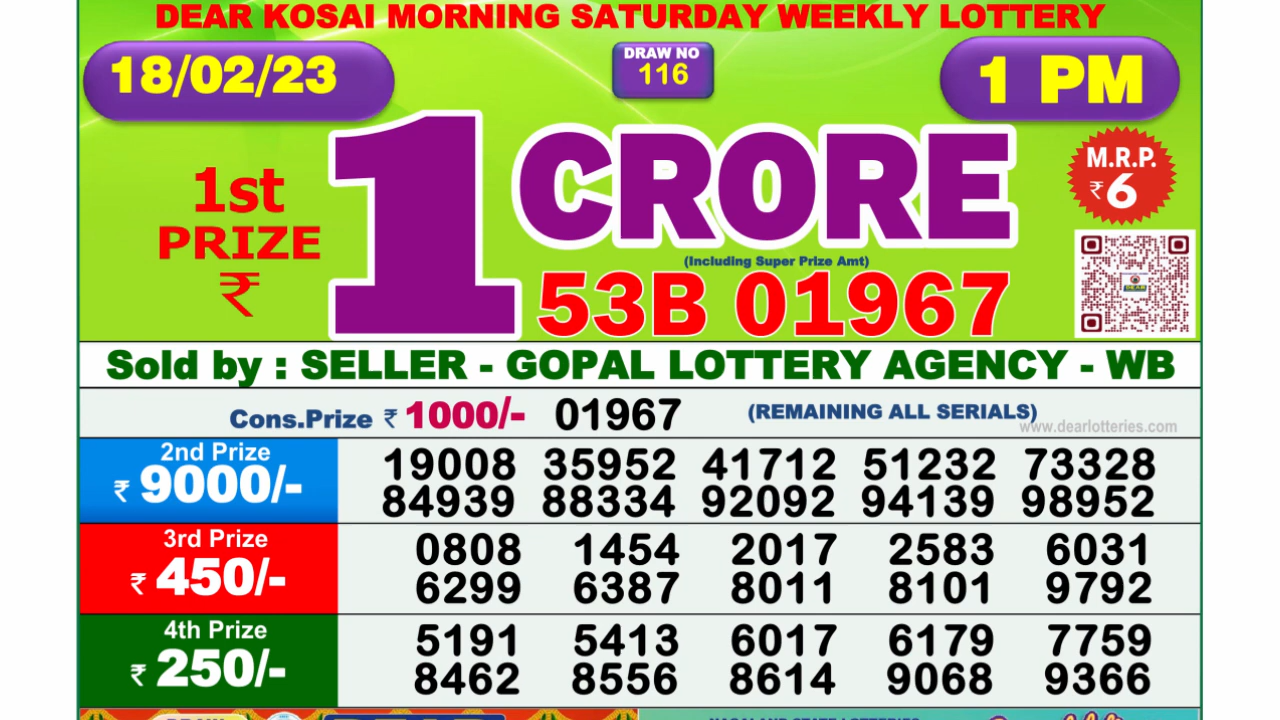 DEAR KOSAI MORNING SATURDAY WEEKLY LOTTERY
18/02/23
DRAW NO
116
1 PM
1st
PRIZE
₹
1 CRORE
(Including Super Prize Amt)
53B 01967
M.R.P.
₹6
Sold by : SELLER - GOPAL LOTTERY AGENCY - WB
Cons.Prize ₹ 1000/- 01967 (REMAINING ALL SERIALS)
www.dearlotteries.com
2nd Prize
₹ 9000/-
19008 35952 41712 51232 73328
84939 88334 92092 94139 98952
3rd Prize
₹ 450/-
0808 1454 2017 2583 6031
6299 6387 8011 8101 9792
4th Prize
₹ 250/-
5191 5413 6017 6179 7759
8462 8556 8614 9068 9366
NAGALAND STATE LOTTERIES